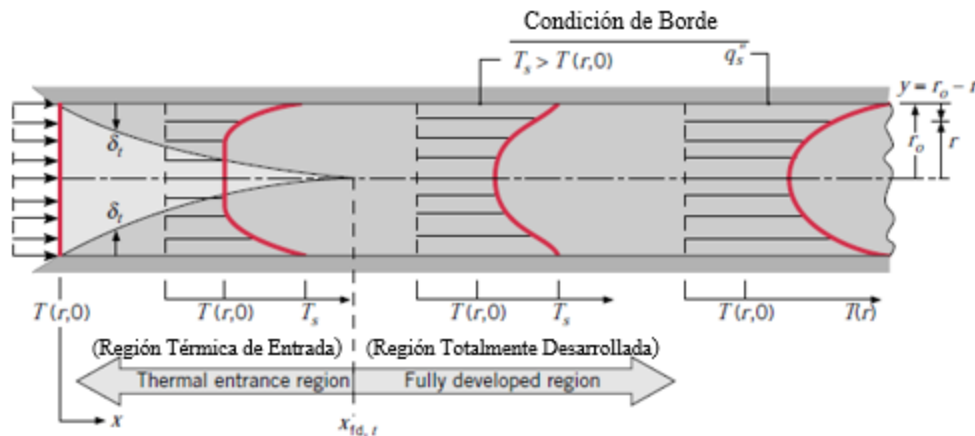 Condición de Borde
T_s > T(r,0)
q_s''
y = r_o − r
δ_t
r_o
r
δ_t
T(r,0)
T(r,0)
T_s
T(r,0)
T_s
T(r,0)
T(r)
(Región Térmica de Entrada)
(Región Totalmente Desarrollada)
Thermal entrance region
Fully developed region
x
x_fd, t